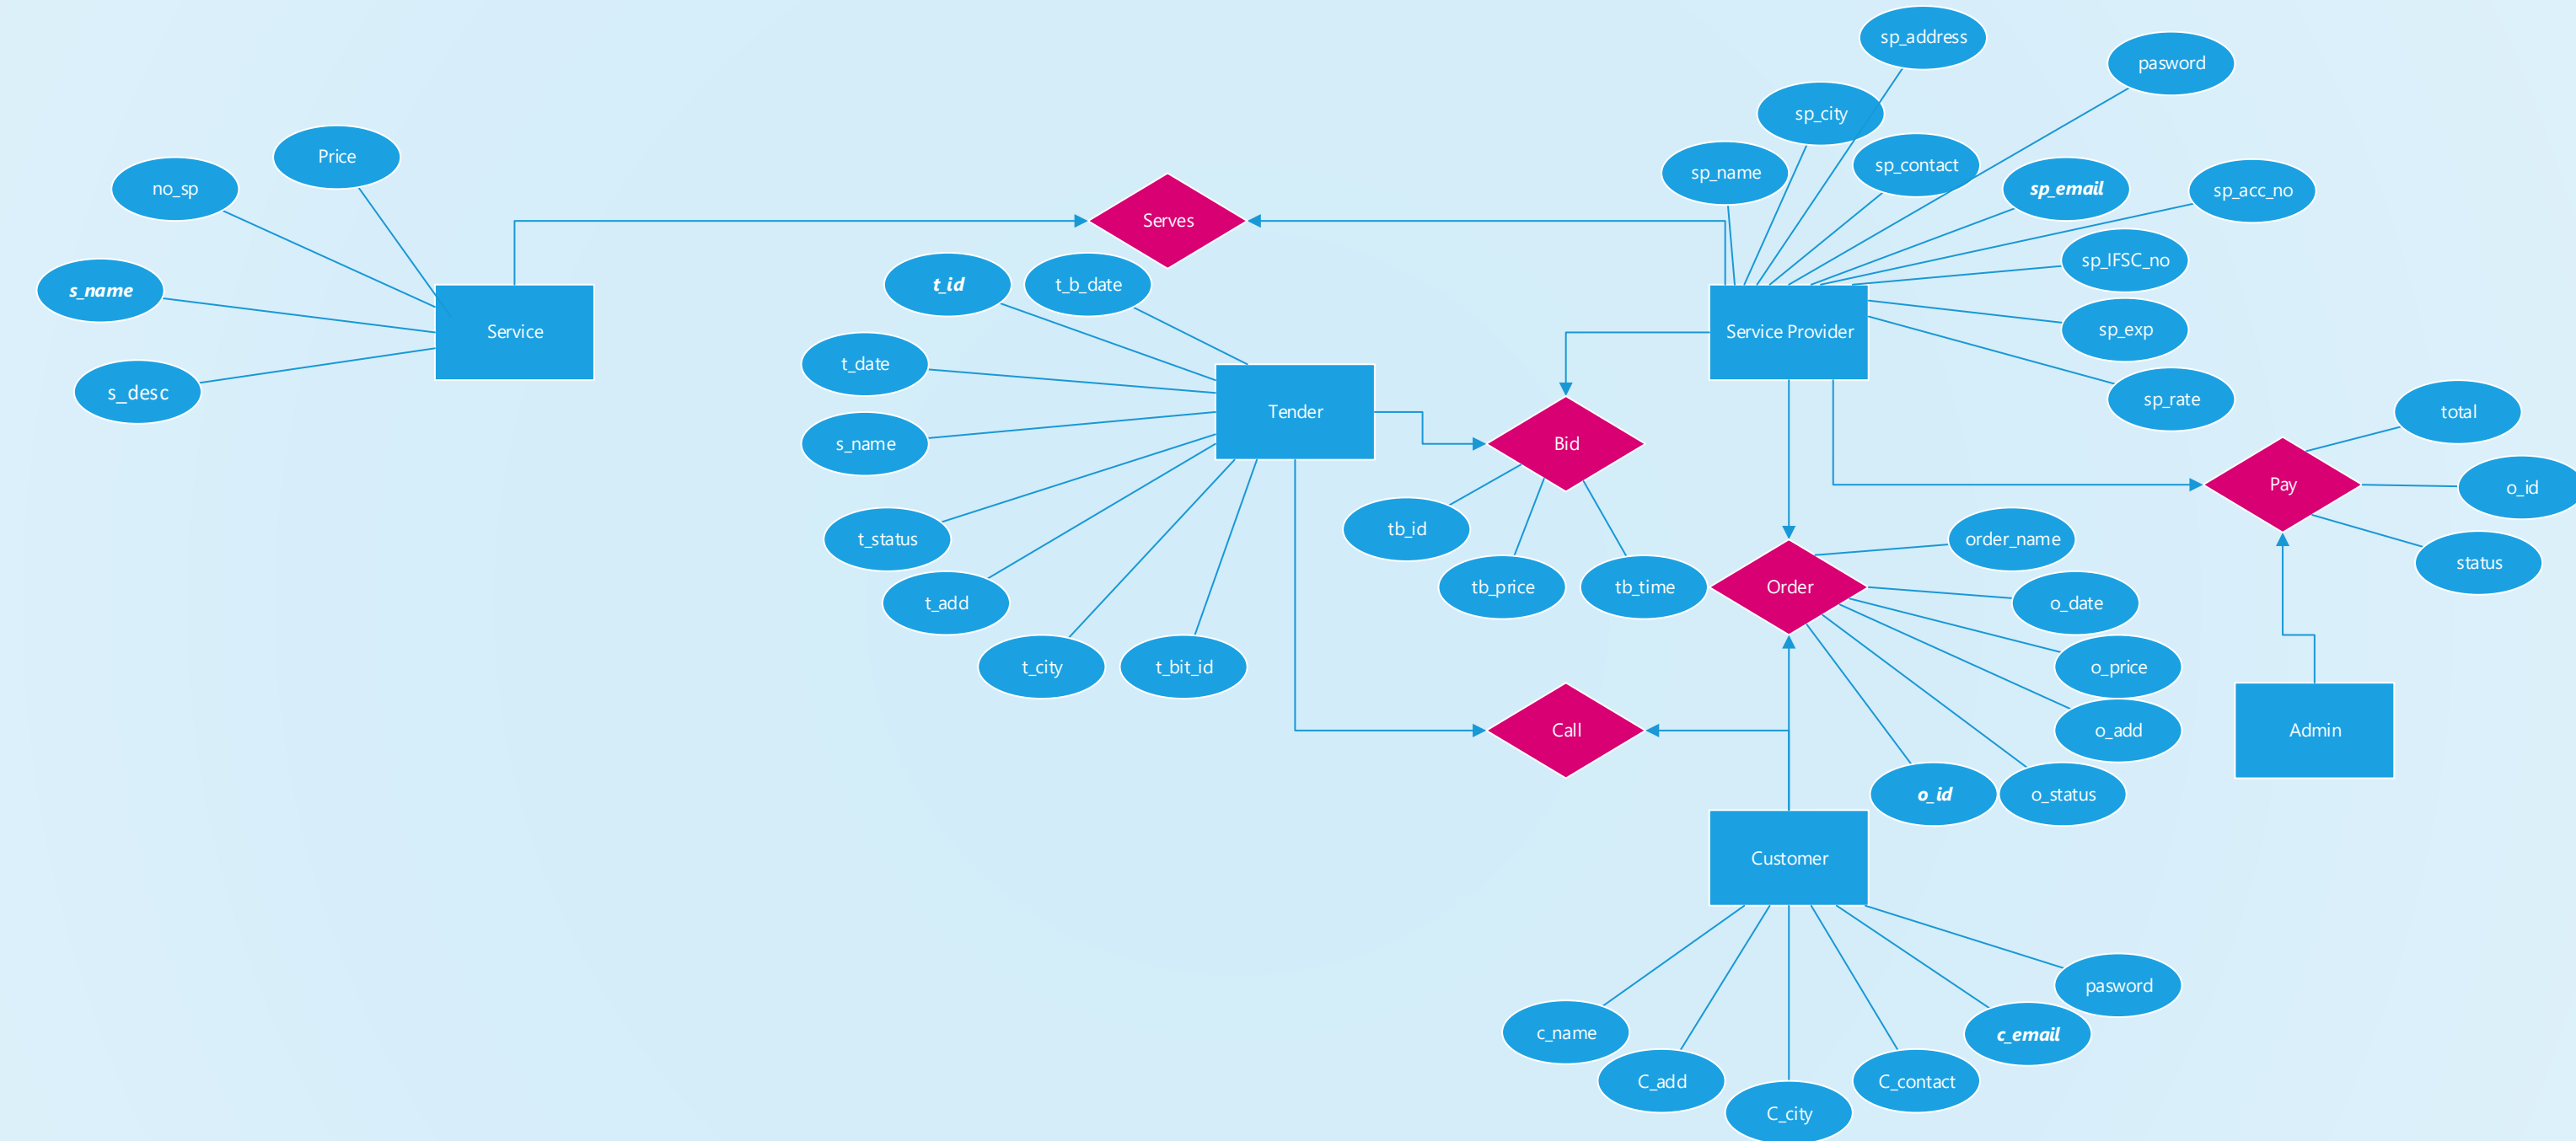 sp_address
pasword
sp_city
Price
sp_contact
sp_name
no_sp
sp_email
sp_acc_no
Serves
sp_IFSC_no
t_id
t_b_date
s_name
sp_exp
Service
Service Provider
t_date
s_desc
sp_rate
Tender
total
s_name
Bid
Pay
o_id
tb_id
t_status
order_name
status
tb_price
tb_time
Order
t_add
o_date
t_city
t_bit_id
o_price
Call
o_add
Admin
o_id
o_status
Customer
pasword
c_name
c_email
C_add
C_contact
C_city